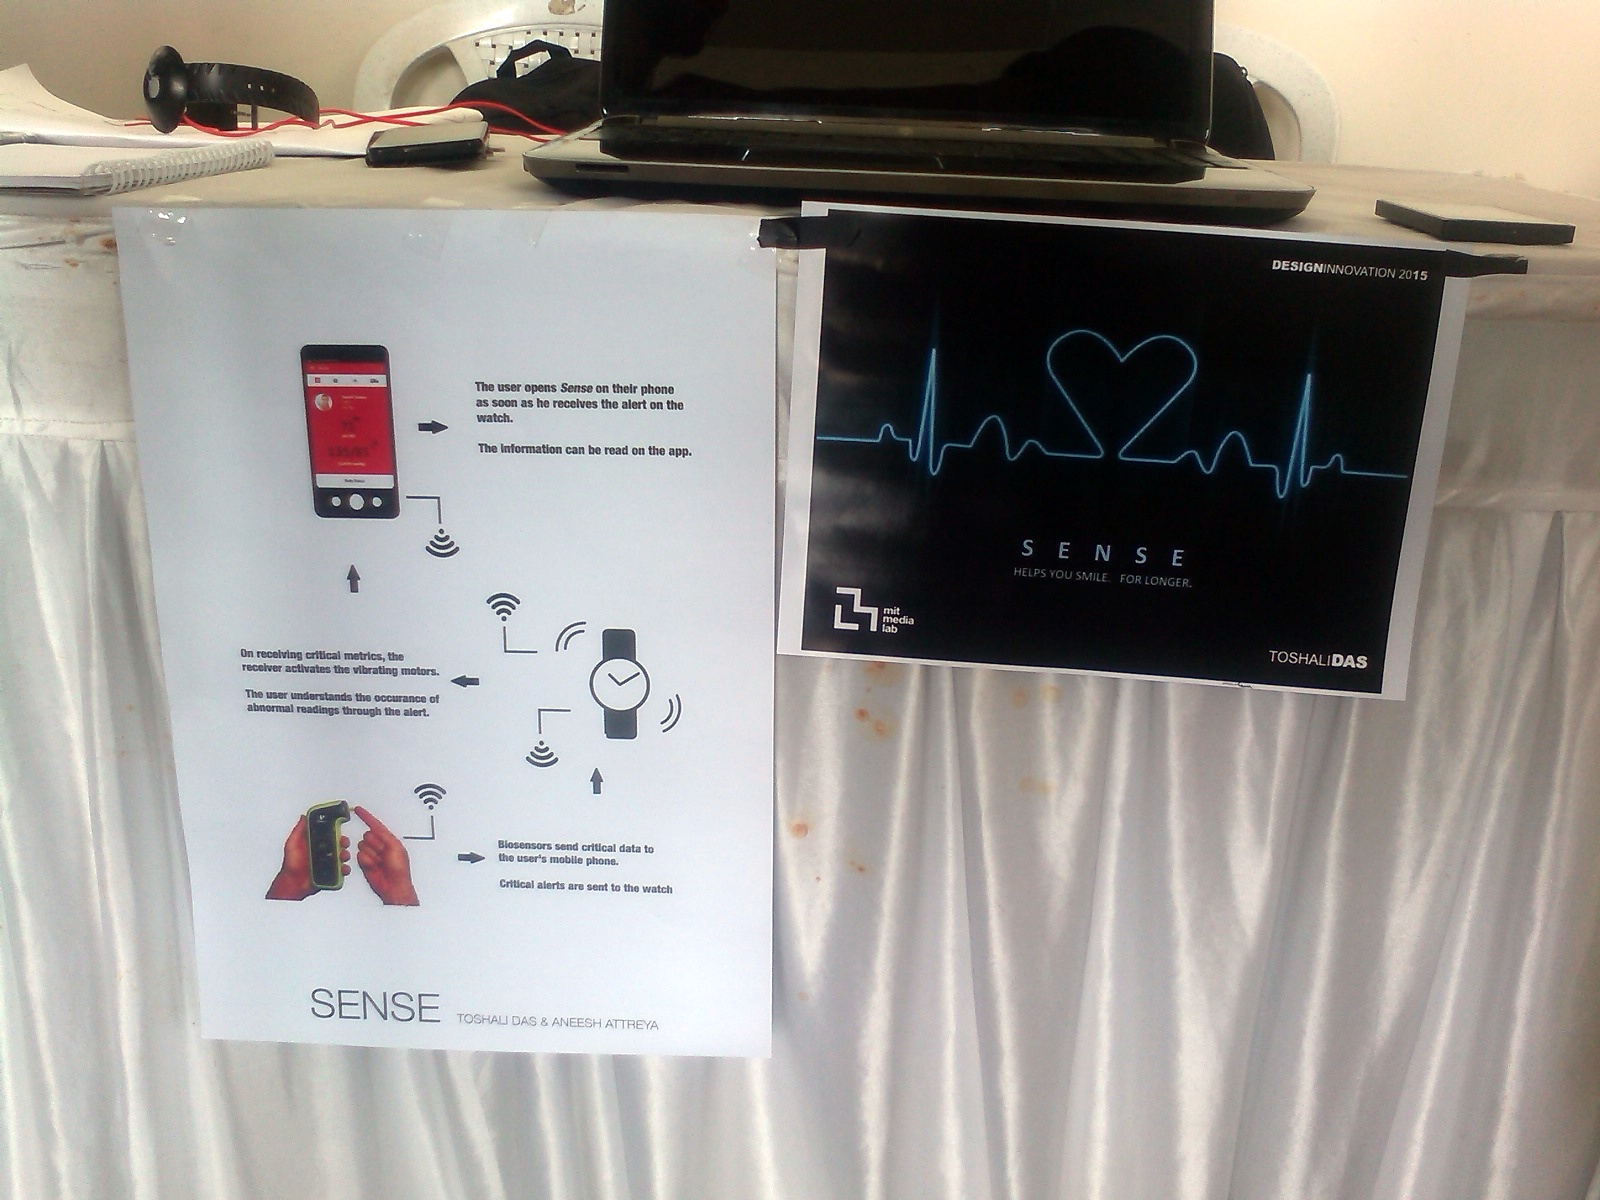 The user opens Sense on their phone
as soon as he receives the alert on the
watch.
The information can be read on the app.
On receiving critical metrics, the
receiver activates the vibrating motors.
The user understands the occurance of
abnormal readings through the alert.
Biosensors send critical data to
the user's mobile phone.
Critical alerts are sent to the watch
SENSE TOSHALI DAS & ANEESH ATTREYA
DESIGNINNOVATION 2015
SENSE
HELPS YOU SMILE. FOR LONGER.
mit
media
lab
TOSHALIDAS